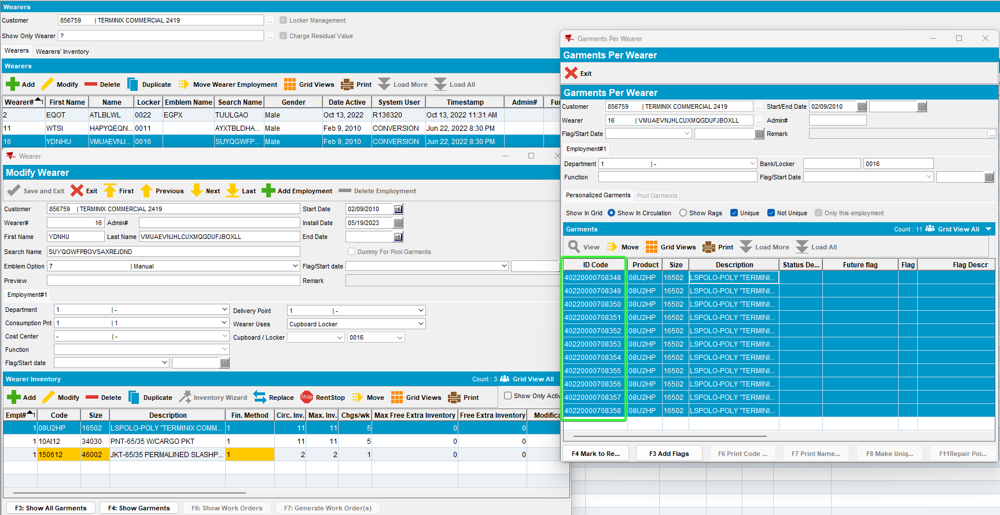 Wearers
Customer 856759 | TERMINIX COMMERCIAL 2419 ... Locker Management
Show Only Wearer ? ... Charge Residual Value
Wearers Wearers' Inventory
Wearers
Add Modify Delete Duplicate Move Wearer Employment Grid Views Print Load More Load All
Wearer# 1 First Name Name Locker Emblem Name Search Name Gender Date Active System User Timestamp Admin# Fu
2 EQOT ATLBLWL 0022 EGPX TUULGAO Male Oct 13, 2022 R136320 Oct 13, 2022 11:31 AM
11 WTSI HAPYQEQN... 0011 AYXTBLDHA... Male Feb 9, 2010 CONVERSION Jun 22, 2022 8:30 PM
16 YDNHU VMUAEVNJ... 0016 SUYQGWFP... Male Feb 9, 2010 CONVERSION Jun 22, 2022 8:30 PM
Wearer
Modify Wearer
Save and Exit Exit First Previous Next Last Add Employment Delete Employment
Customer 856759 | TERMINIX COMMERCIAL 2419 Start Date 02/09/2010 16
Wearer# 16 Admin# Install Date 05/19/2023 16
First Name YDNHU Last Name VMUAEVNJHLCUXMQGDUFJBOXLL End Date 16
Search Name SUYQGWFPBGVSAXREJDND Dummy For Pool Garments
Emblem Option 7 | Manual Flag/Start date
Preview Remark
Employment#1
Department 1 | - Delivery Point 1 | -
Consumption Pnt 1 | 1 Wearer Uses Cupboard Locker
Cost Center - | - Cupboard / Locker 0016
Function
Flag/Start date 16
Wearer Inventory Count : 3 Grid View All
Add Modify Delete Duplicate Inventory Wizard Replace Stop RentStop Move Grid Views Print Show Only Activ
Empl# 1 Code Size Description Fin. Method Circ. Inv. Max. Inv. Chgs/wk Max Free Extra Inventory Free Extra Inventory Modifica
1 08U2HP 16502 LSPOLO-POLY "TERMINIX COMM... 1 11 11 5 0 0
1 10AI12 34030 PNT-65/35 W/CARGO PKT 1 11 11 5 0 0
1 150612 46002 JKT-65/35 PERMALINED SLASHP... 1 2 2 1 0 0
F3: Show All Garments F4: Show Garments F6: Show Work Orders F7: Generate Work Order(s)
Garments Per Wearer
Garments Per Wearer
Exit
Garments Per Wearer
Customer 856759 | TERMINIX COMMERCIAL 2419 ... Start/End Date 02/09/2010 16 16
Wearer 16 | VMUAEVNJHLCUXMQGDUFJBOXLL ... Admin#
Flag/Start Date 16 Remark ...
Employment#1
Department 1 | - Bank/Locker 0016
Function Flag/Start Date 16
Personalized Garments Pool Garments
Show In Grid Show In Circulation Show Rags Unique Not Unique Only this employment
Garments Count : 11 Grid View All
View Move Grid Views Print Load More Load All
ID Code Product Size Description Status De... Future flag Flag Flag Descr
40220000708348 08U2HP 16502 LSPOLO-POLY "TERMINI...
40220000708349 08U2HP 16502 LSPOLO-POLY "TERMINI...
40220000708350 08U2HP 16502 LSPOLO-POLY "TERMINI...
40220000708351 08U2HP 16502 LSPOLO-POLY "TERMINI...
40220000708352 08U2HP 16502 LSPOLO-POLY "TERMINI...
40220000708353 08U2HP 16502 LSPOLO-POLY "TERMINI...
40220000708354 08U2HP 16502 LSPOLO-POLY "TERMINI...
40220000708355 08U2HP 16502 LSPOLO-POLY "TERMINI...
40220000708356 08U2HP 16502 LSPOLO-POLY "TERMINI...
40220000708357 08U2HP 16502 LSPOLO-POLY "TERMINI...
40220000708358 08U2HP 16502 LSPOLO-POLY "TERMINI...
F4 Mark to Re... F3 Add Flags F6 Print Code ... F7 Print Name... F8 Make Uniq... F11Repair Poi...